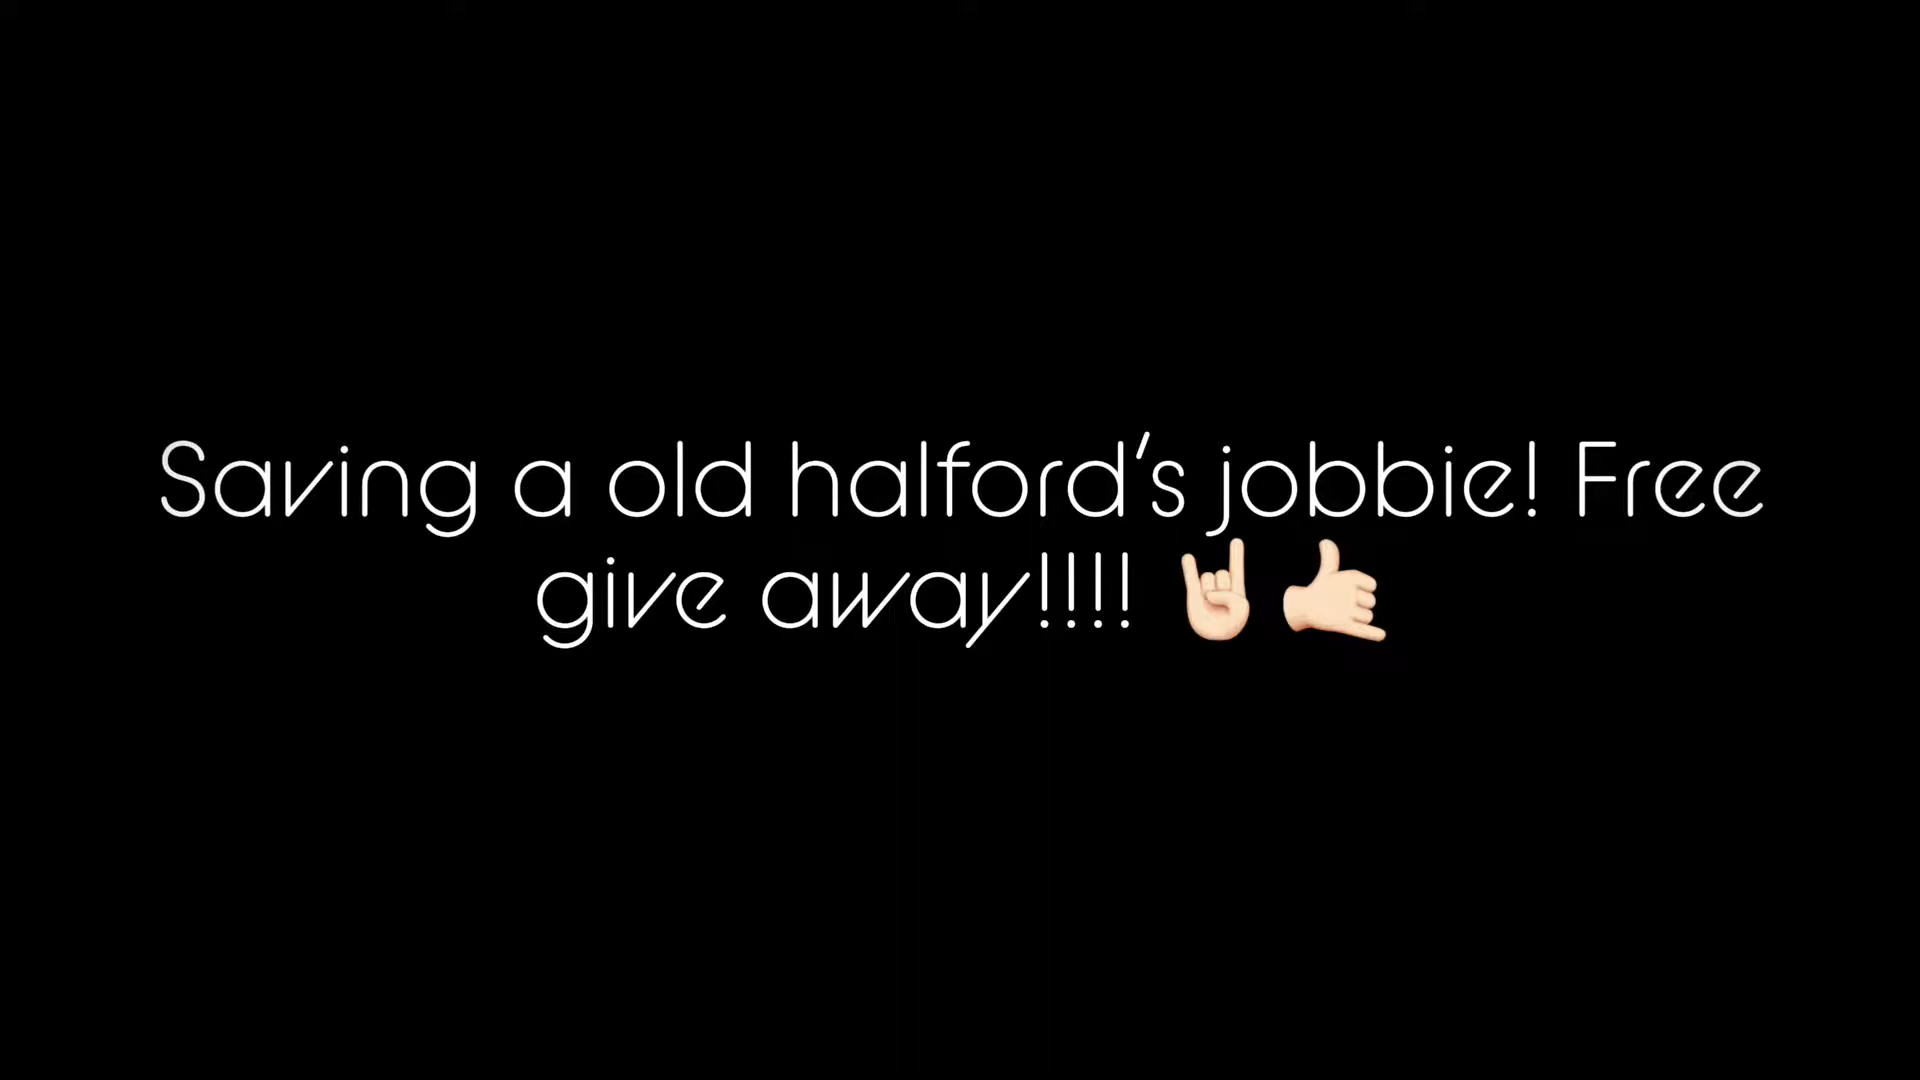 Saving a old halford's jobbie! Free
give away!!!! 🤘🏻🤙🏻